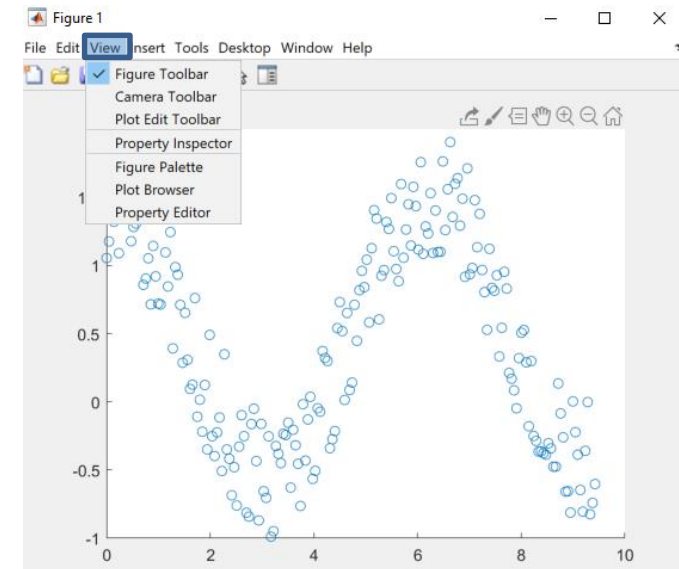 Figure 1
File Edit View Insert Tools Desktop Window Help
Figure Toolbar
Camera Toolbar
Plot Edit Toolbar
Property Inspector
Figure Palette
Plot Browser
Property Editor
1
1
0.5
0
-0.5
-1
0 2 4 6 8 10